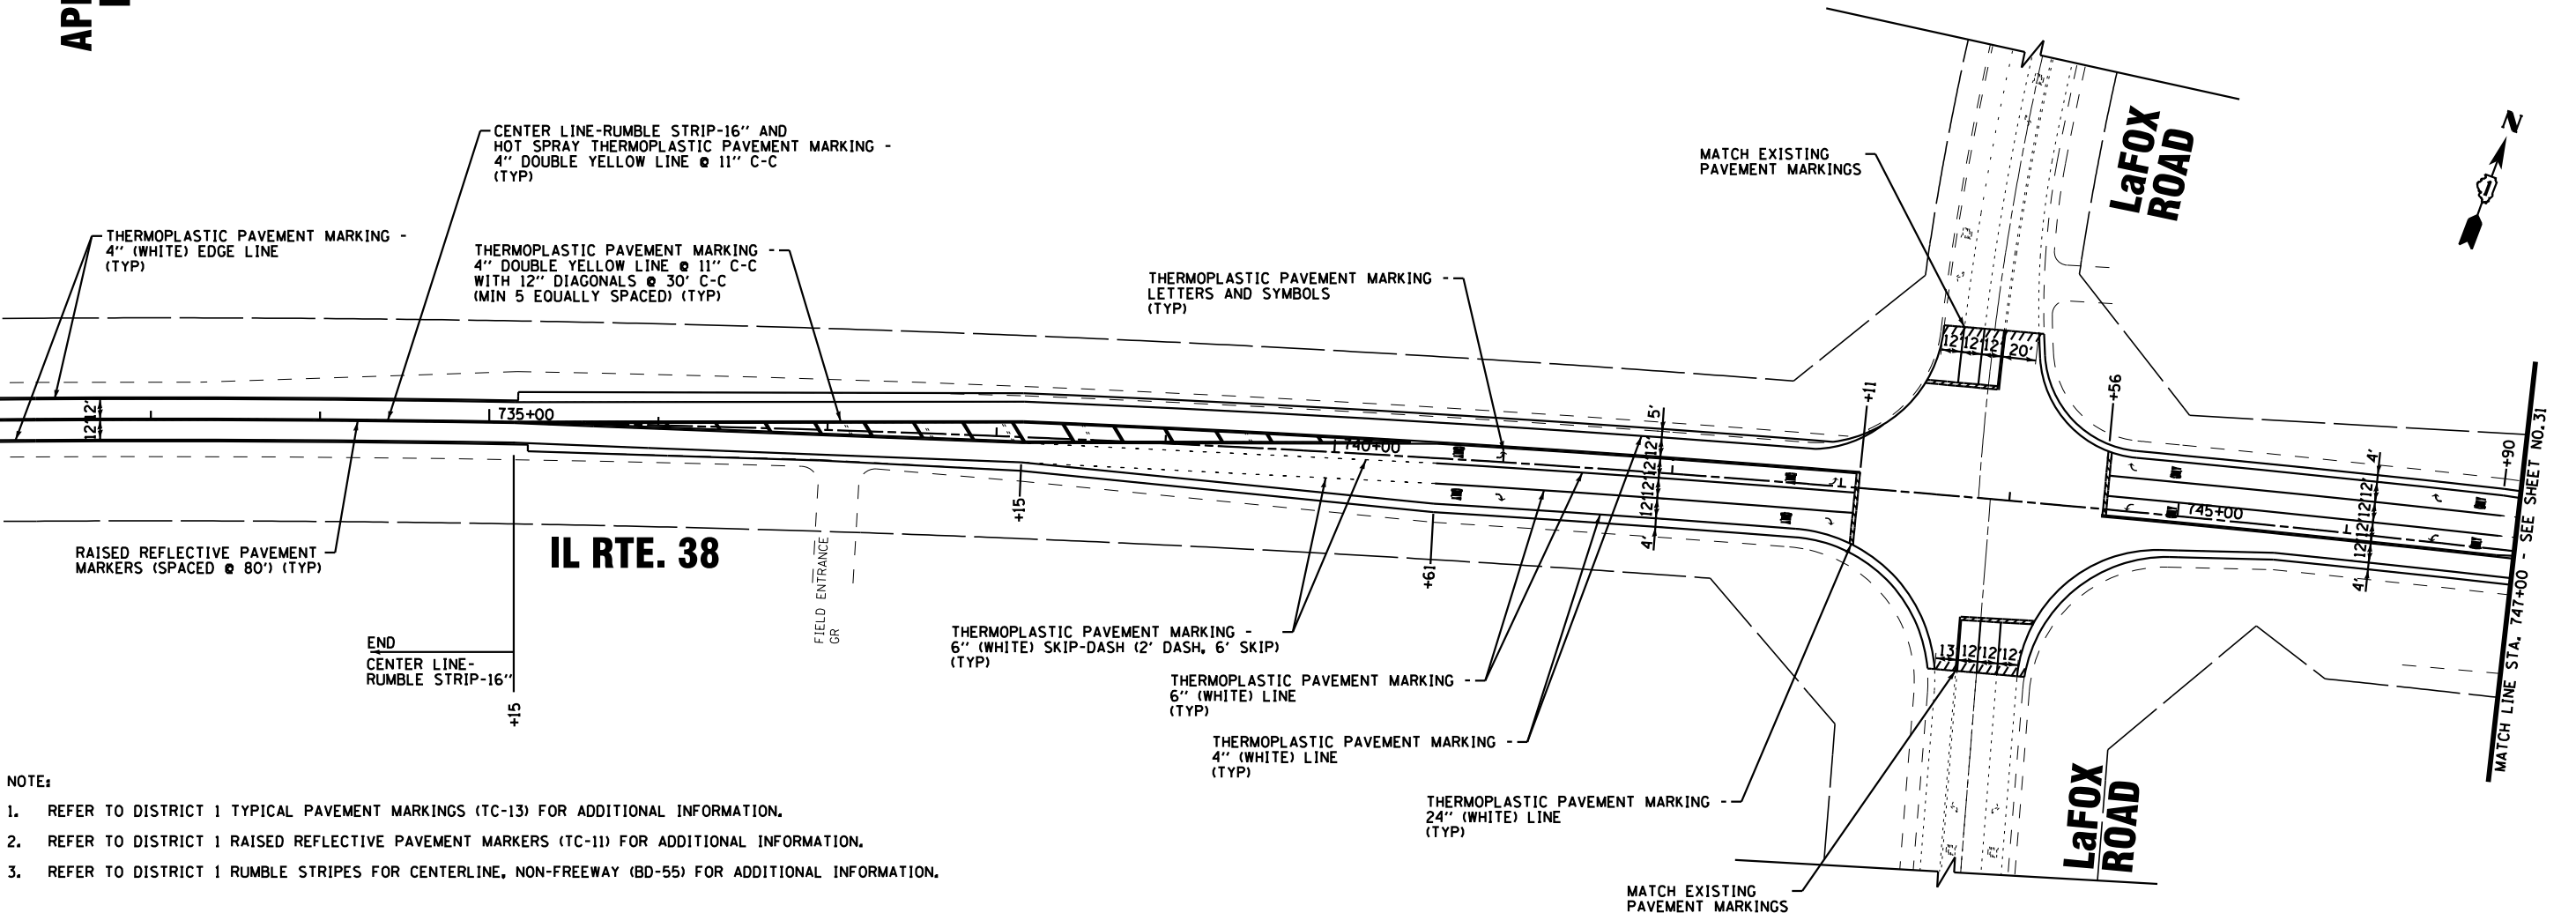 AP
CENTER LINE-RUMBLE STRIP-16" AND
HOT SPRAY THERMOPLASTIC PAVEMENT MARKING -
4" DOUBLE YELLOW LINE @ 11" C-C
(TYP)
THERMOPLASTIC PAVEMENT MARKING -
4" (WHITE) EDGE LINE
(TYP)
THERMOPLASTIC PAVEMENT MARKING -
4" DOUBLE YELLOW LINE @ 11" C-C
WITH 12" DIAGONALS @ 30' C-C
(MIN 5 EQUALLY SPACED) (TYP)
THERMOPLASTIC PAVEMENT MARKING -
LETTERS AND SYMBOLS
(TYP)
MATCH EXISTING
PAVEMENT MARKINGS
LaFOX
ROAD
N
1
12' 12' 12' 20'
+11
+56
12' 12'
735+00
740+00
5'
12' 12' 12' 12'
4'
745+00
4'
12' 12' 12' 12'
4'
+90
MATCH LINE STA. 747+00 - SEE SHEET NO.31
+15
+61
RAISED REFLECTIVE PAVEMENT
MARKERS (SPACED @ 80') (TYP)
IL RTE. 38
FIELD ENTRANCE
GR
END
CENTER LINE-
RUMBLE STRIP-16"
+15
THERMOPLASTIC PAVEMENT MARKING -
6" (WHITE) SKIP-DASH (2' DASH, 6' SKIP)
(TYP)
THERMOPLASTIC PAVEMENT MARKING -
6" (WHITE) LINE
(TYP)
THERMOPLASTIC PAVEMENT MARKING -
4" (WHITE) LINE
(TYP)
THERMOPLASTIC PAVEMENT MARKING -
24" (WHITE) LINE
(TYP)
13' 12' 12' 12'
LaFOX
ROAD
MATCH EXISTING
PAVEMENT MARKINGS
NOTE:
1. REFER TO DISTRICT 1 TYPICAL PAVEMENT MARKINGS (TC-13) FOR ADDITIONAL INFORMATION.
2. REFER TO DISTRICT 1 RAISED REFLECTIVE PAVEMENT MARKERS (TC-11) FOR ADDITIONAL INFORMATION.
3. REFER TO DISTRICT 1 RUMBLE STRIPES FOR CENTERLINE, NON-FREEWAY (BD-55) FOR ADDITIONAL INFORMATION.